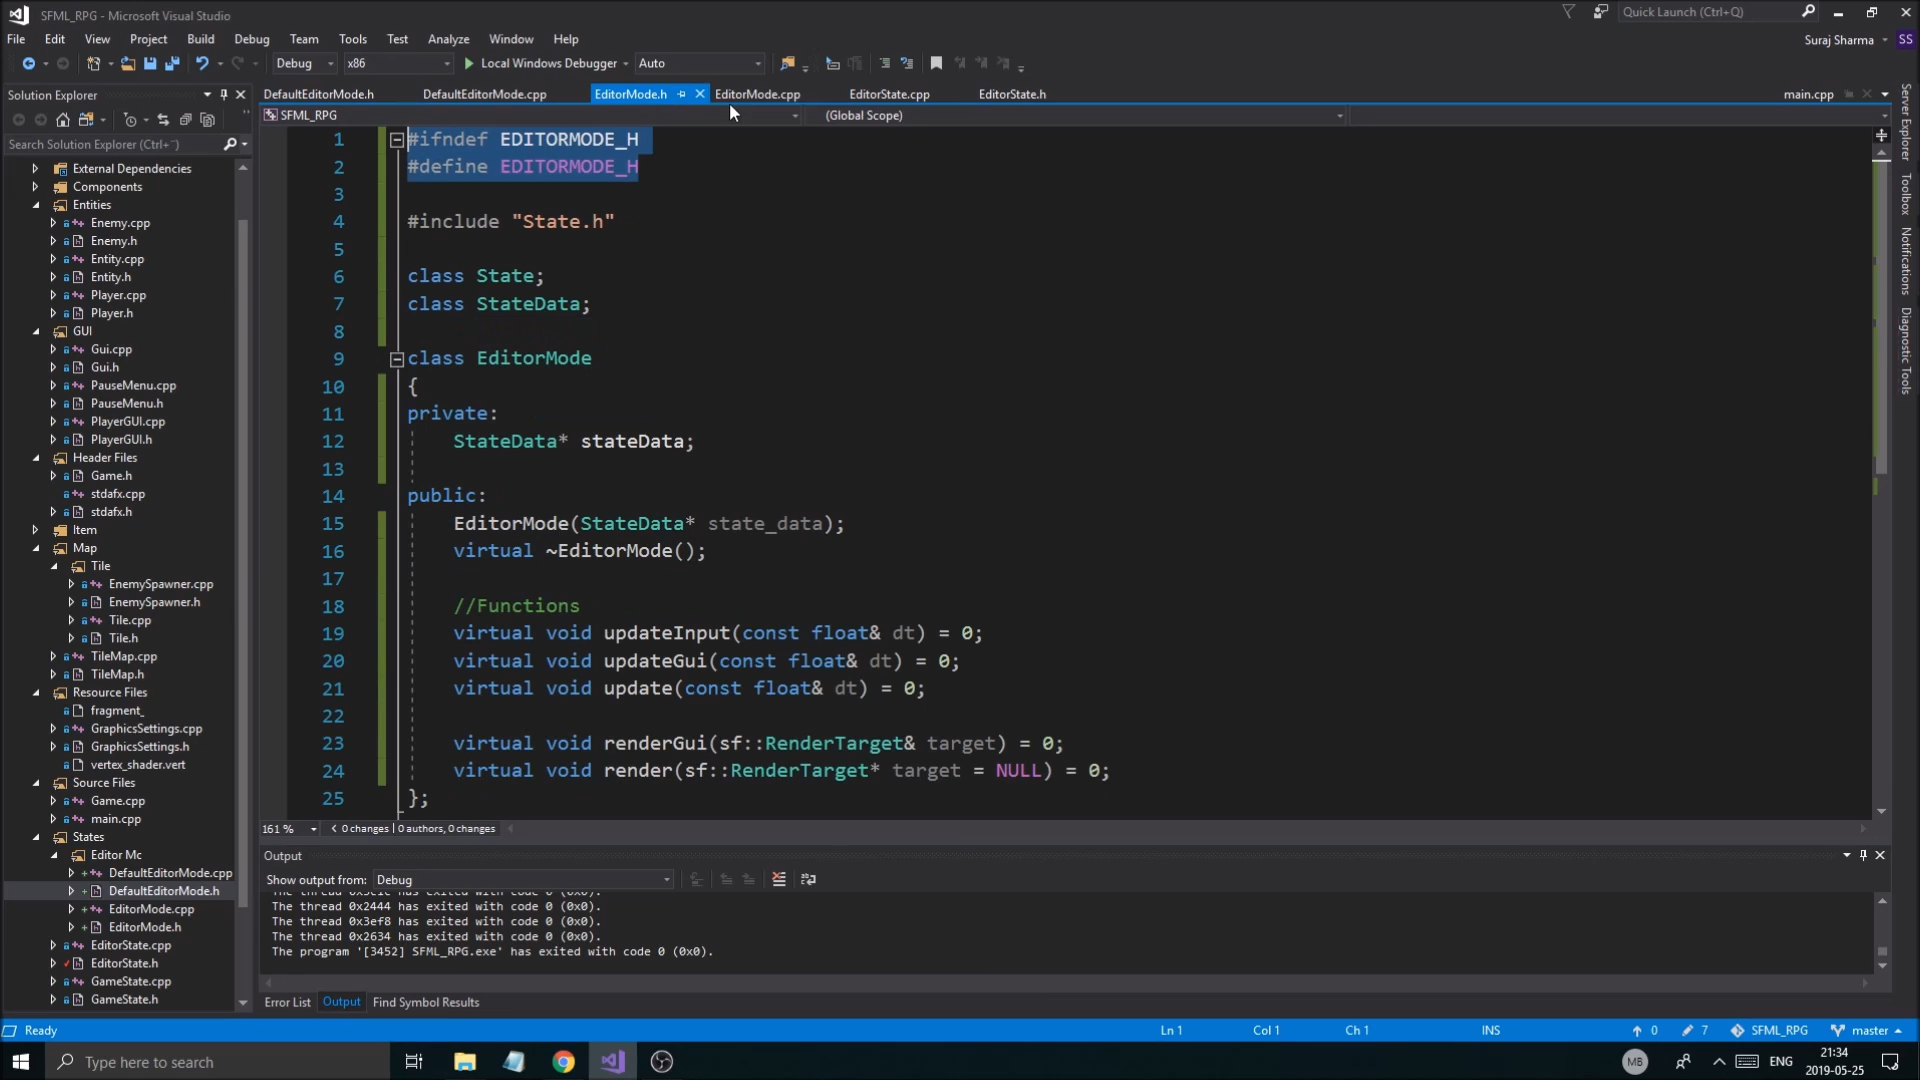 SFML_RPG - Microsoft Visual Studio
Quick Launch (Ctrl+Q)
File Edit View Project Build Debug Team Tools Test Analyze Window Help
Suraj Sharma SS
Debug x86 Local Windows Debugger Auto
Solution Explorer
DefaultEditorMode.h DefaultEditorMode.cpp EditorMode.h EditorMode.cpp EditorState.cpp EditorState.h main.cpp
SFML_RPG (Global Scope)
Search Solution Explorer (Ctrl+¨)
External Dependencies
Components
Entities
Enemy.cpp
Enemy.h
Entity.cpp
Entity.h
Player.cpp
Player.h
GUI
Gui.cpp
Gui.h
PauseMenu.cpp
PauseMenu.h
PlayerGUI.cpp
PlayerGUI.h
Header Files
Game.h
stdafx.cpp
stdafx.h
Item
Map
Tile
EnemySpawner.cpp
EnemySpawner.h
Tile.cpp
Tile.h
TileMap.cpp
TileMap.h
Resource Files
fragment_
GraphicsSettings.cpp
GraphicsSettings.h
vertex_shader.vert
Source Files
Game.cpp
main.cpp
States
Editor Mc
DefaultEditorMode.cpp
DefaultEditorMode.h
EditorMode.cpp
EditorMode.h
EditorState.cpp
EditorState.h
GameState.cpp
GameState.h
1 #ifndef EDITORMODE_H
2 #define EDITORMODE_H
3
4 #include "State.h"
5
6 class State;
7 class StateData;
8
9 class EditorMode
10 {
11 private:
12 StateData* stateData;
13
14 public:
15 EditorMode(StateData* state_data);
16 virtual ~EditorMode();
17
18 //Functions
19 virtual void updateInput(const float& dt) = 0;
20 virtual void updateGui(const float& dt) = 0;
21 virtual void update(const float& dt) = 0;
22
23 virtual void renderGui(sf::RenderTarget& target) = 0;
24 virtual void render(sf::RenderTarget* target = NULL) = 0;
25 };
161 % 0 changes | 0 authors, 0 changes
Output
Show output from: Debug
The thread 0x2444 has exited with code 0 (0x0).
The thread 0x3ef8 has exited with code 0 (0x0).
The thread 0x2634 has exited with code 0 (0x0).
The program '[3452] SFML_RPG.exe' has exited with code 0 (0x0).
Error List Output Find Symbol Results
Server Explorer
Toolbox
Notifications
Diagnostic Tools
Ready Ln 1 Col 1 Ch 1 INS 0 7 SFML_RPG master
Type here to search
MB ENG 21:34
2019-05-25